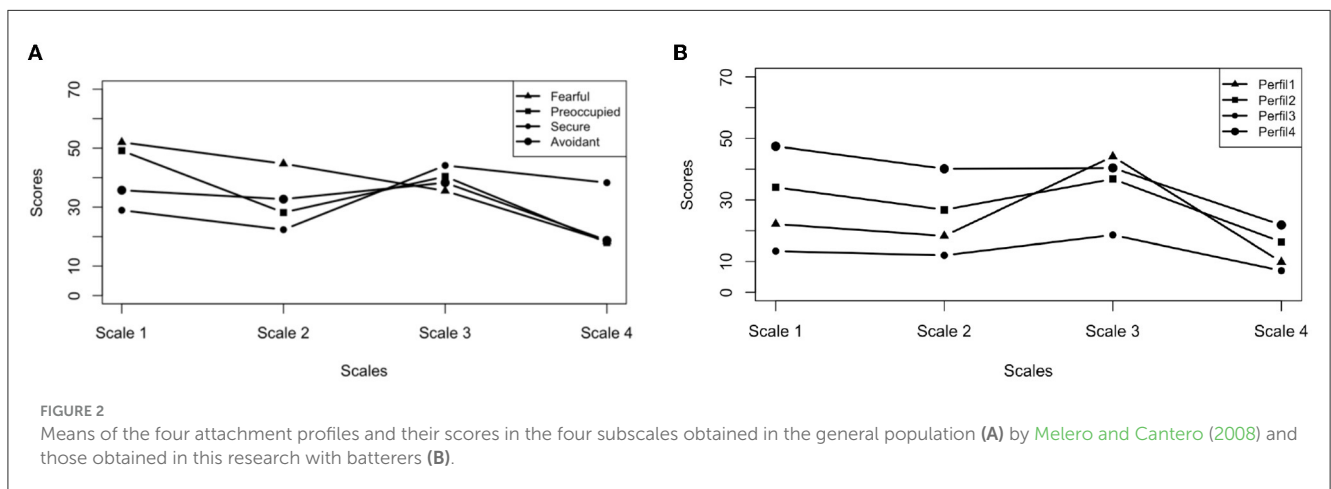 A
Scores
70
50
30
10
0
Fearful
Preoccupied
Secure
Avoidant
Scale 1 Scale 2 Scale 3 Scale 4
Scales
B
Scores
70
50
30
10
0
Perfil1
Perfil2
Perfil3
Perfil4
Scale 1 Scale 2 Scale 3 Scale 4
Scales
FIGURE 2
Means of the four attachment profiles and their scores in the four subscales obtained in the general population (A) by Melero and Cantero (2008) and
those obtained in this research with batterers (B).